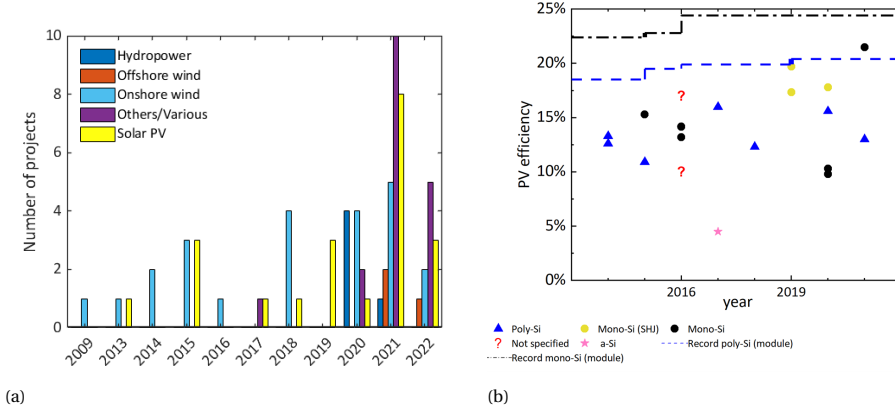 10
8
6
4
2
0
Number of projects
Hydropower
Offshore wind
Onshore wind
Others/Various
Solar PV
2009 2013 2014 2015 2016 2017 2018 2019 2020 2021 2022
(a)
25%
20%
15%
10%
5%
0%
PV efficiency
?
?
2016 2019
year
Poly-Si Mono-Si (SHJ) Mono-Si
? Not specified a-Si Record poly-Si (module)
Record mono-Si (module)
(b)